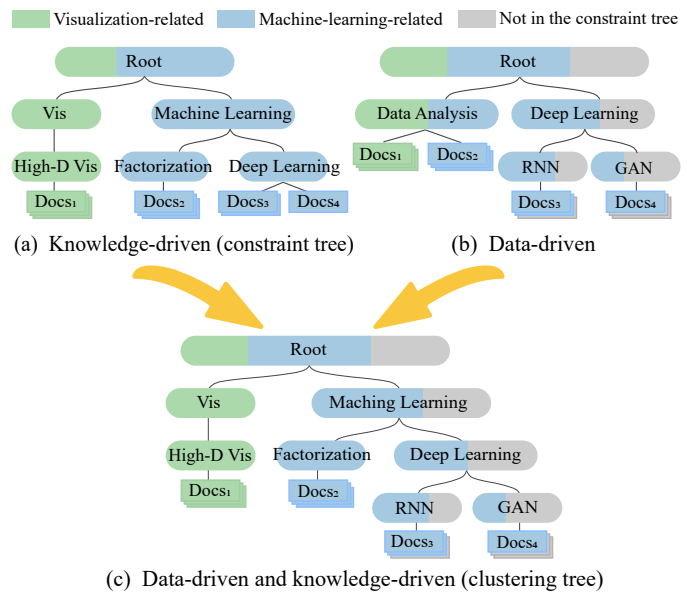 Visualization-related Machine-learning-related Not in the constraint tree
Root Root
Vis Machine Learning Data Analysis Deep Learning
Docs₁ Docs₂
High-D Vis Factorization Deep Learning RNN GAN
Docs₁ Docs₂ Docs₃ Docs₄ Docs₃ Docs₄
(a) Knowledge-driven (constraint tree) (b) Data-driven
Root
Vis Maching Learning
High-D Vis Factorization Deep Learning
Docs₁ Docs₂
RNN GAN
Docs₃ Docs₄
(c) Data-driven and knowledge-driven (clustering tree)